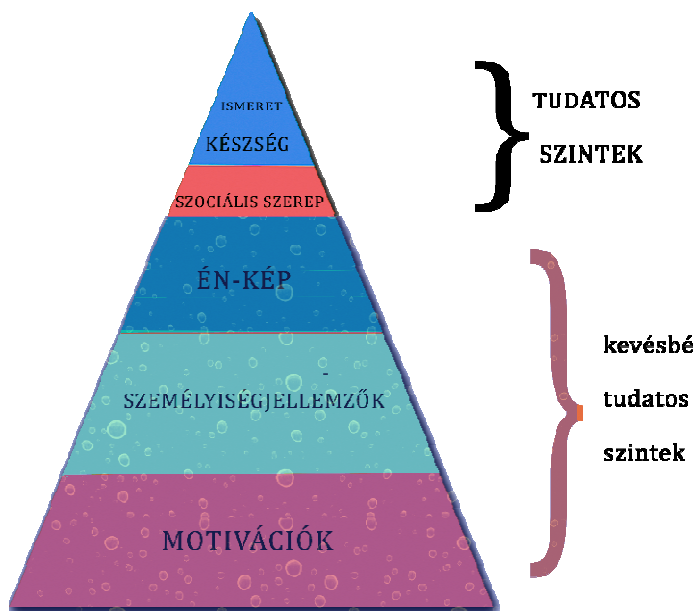 ISMERET
KÉSZSÉG
SZOCIÁLIS SZEREP
ÉN-KÉP
SZEMÉLYISÉGJELLEMZŐK
MOTIVÁCIÓK
TUDATOS
SZINTEK
kevésbé
tudatos
szintek